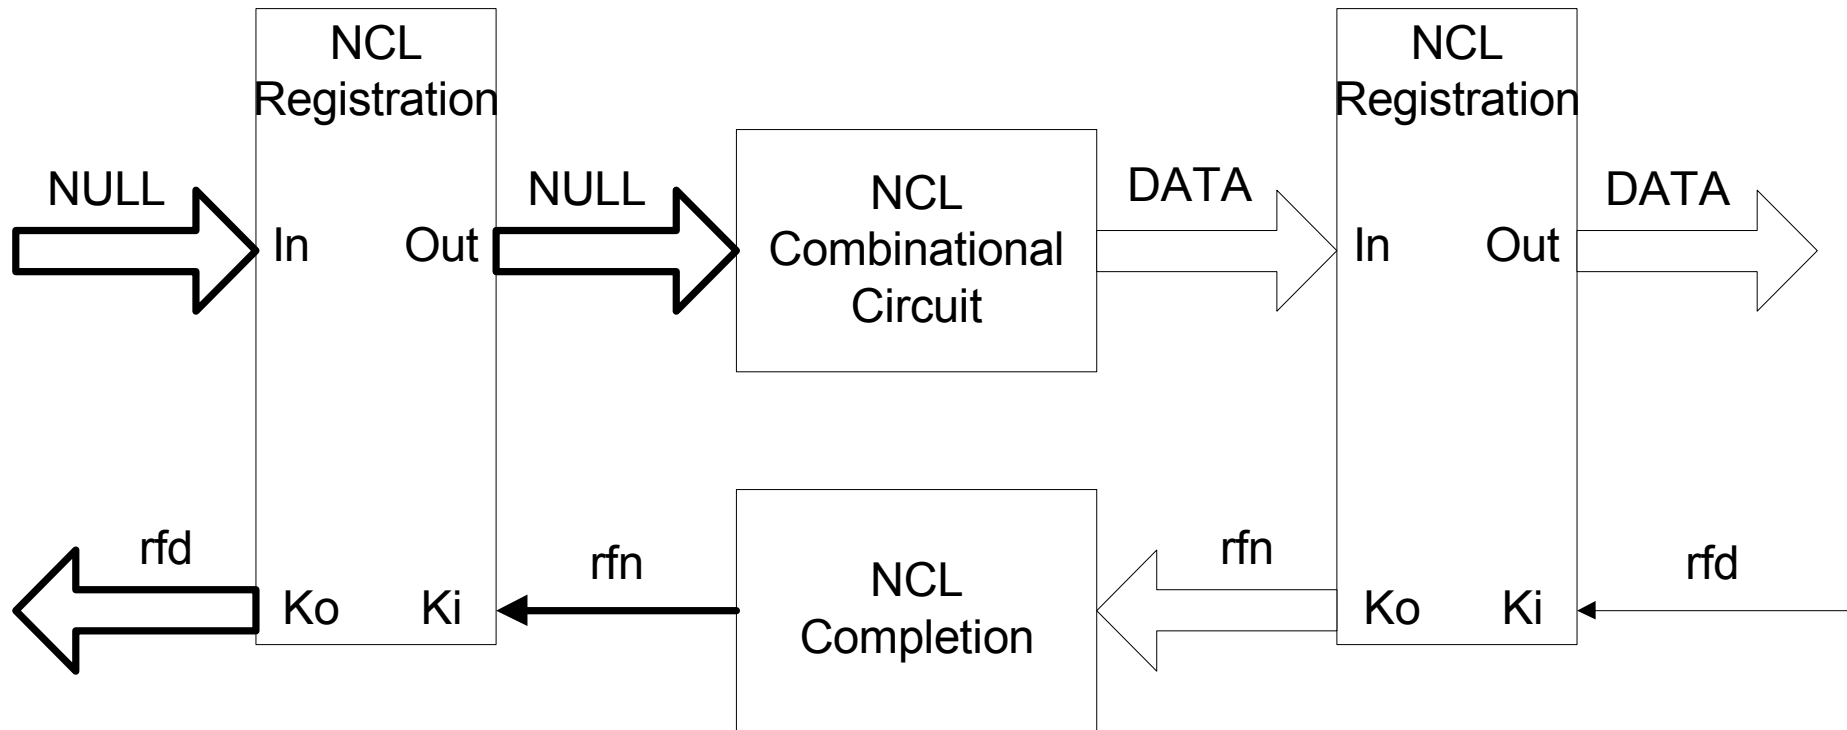 NCL
Registration
NCL
Registration
NULL
NULL
NCL
Combinational
Circuit
DATA
DATA
In
Out
In
Out
rfd
rfn
NCL
Completion
rfn
rfd
Ko
Ki
Ko
Ki